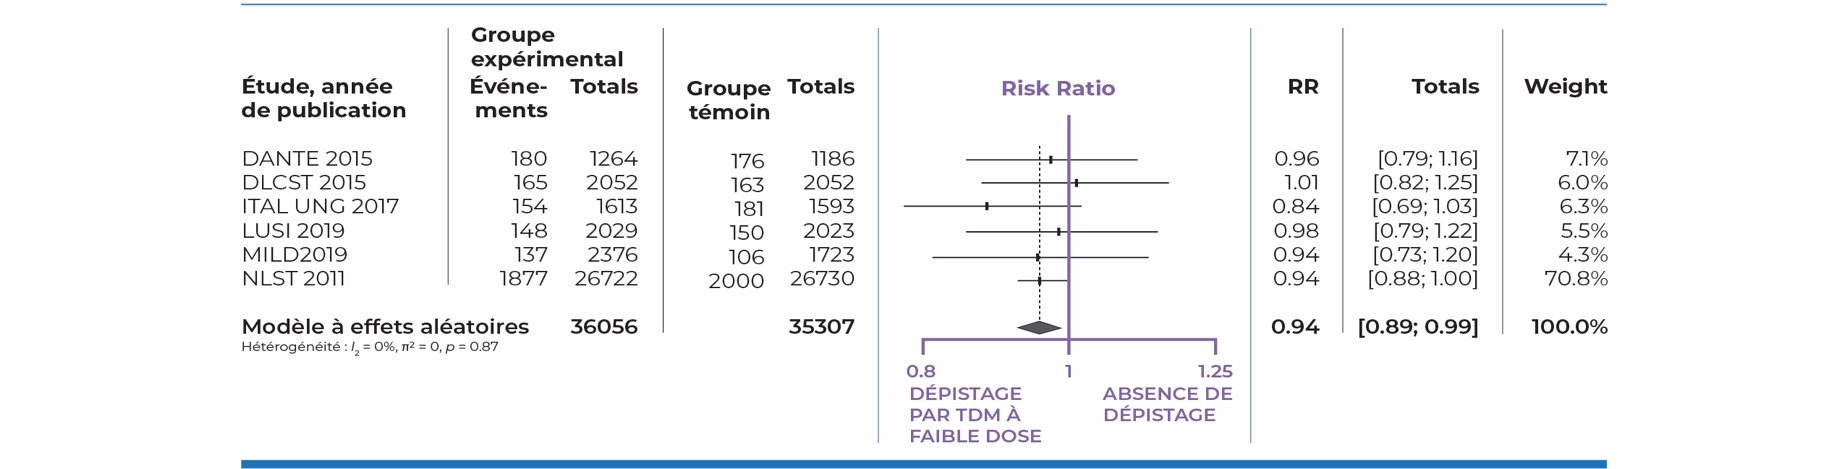 Groupe
expérimental
Étude, année
de publication
Événe-
ments
Totals
Groupe
témoin
Totals
Risk Ratio
RR
Totals
Weight
DANTE 2015 180 1264 176 1186 0.96 [0.79; 1.16] 7.1%
DLCST 2015 165 2052 163 2052 1.01 [0.82; 1.25] 6.0%
ITAL UNG 2017 154 1613 181 1593 0.84 [0.69; 1.03] 6.3%
LUSI 2019 148 2029 150 2023 0.98 [0.79; 1.22] 5.5%
MILD2019 137 2376 106 1723 0.94 [0.73; 1.20] 4.3%
NLST 2011 1877 26722 2000 26730 0.94 [0.88; 1.00] 70.8%
Modèle à effets aléatoires 36056 35307 0.94 [0.89; 0.99] 100.0%
Hétérogénéité : I2 = 0%, π² = 0, p = 0.87
0.8 1 1.25
DÉPISTAGE
PAR TDM À
FAIBLE DOSE
ABSENCE DE
DÉPISTAGE